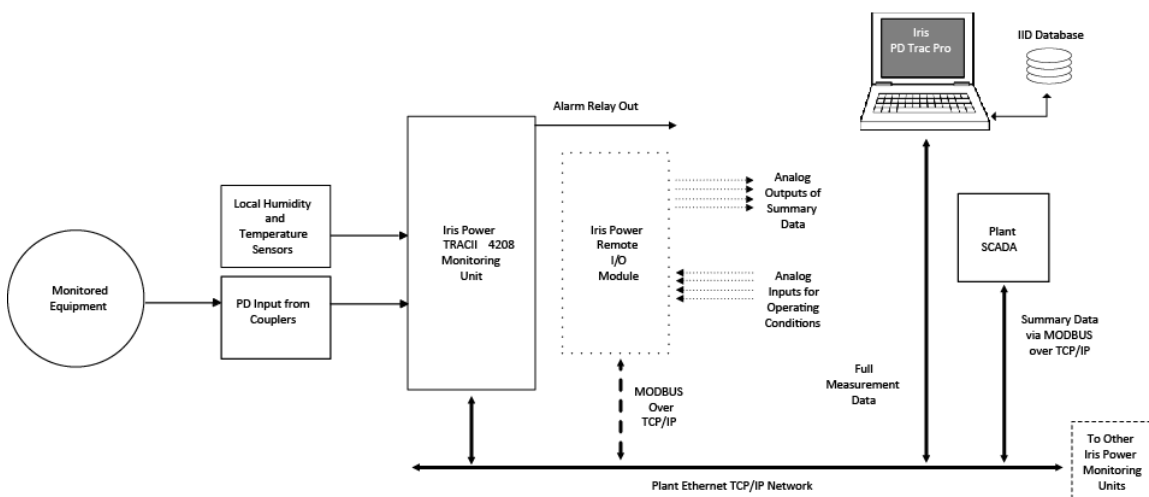 Iris
PD Trac Pro
IID Database
Alarm Relay Out
Local Humidity
and
Temperature
Sensors
Iris Power
TRACII 4208
Monitoring
Unit
Iris Power
Remote
I/O
Module
Analog
Outputs of
Summary
Data
Plant
SCADA
Monitored
Equipment
PD Input from
Couplers
Analog
Inputs for
Operating
Conditions
Summary Data
via MODBUS
over TCP/IP
MODBUS
Over
TCP/IP
Full
Measurement
Data
To Other
Iris Power
Monitoring
Units
Plant Ethernet TCP/IP Network